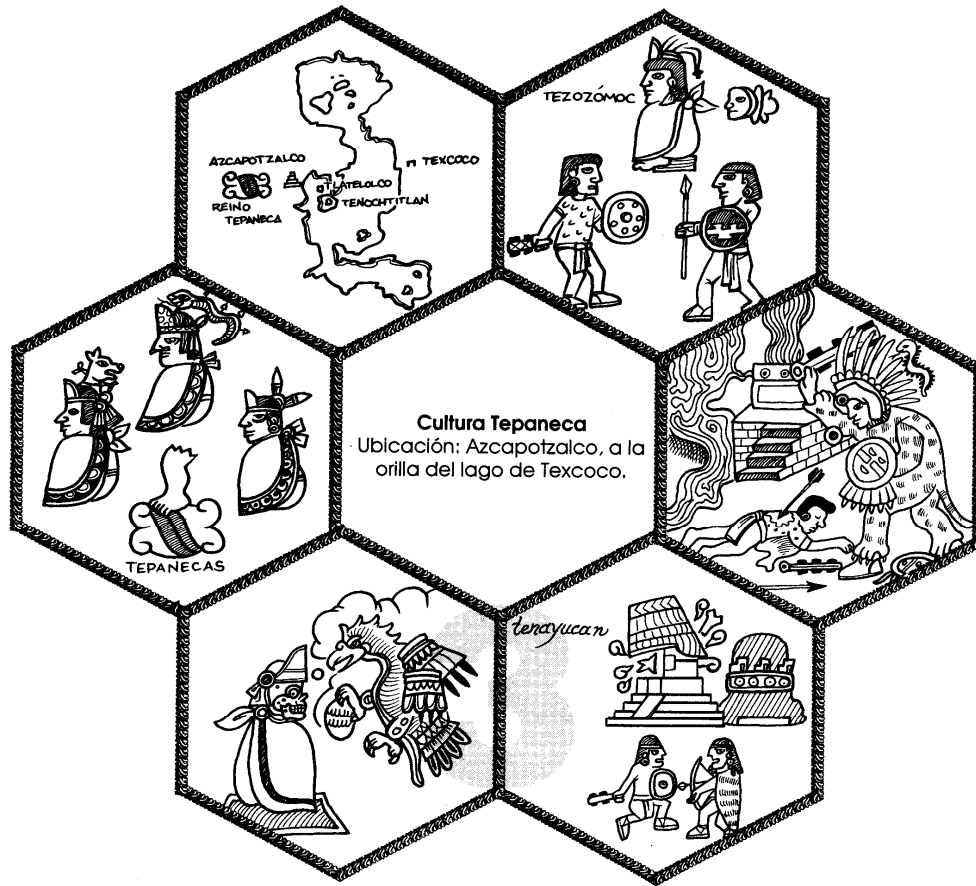 AZCAPOTZALCO
REINO
TEPANECA
TLATELOLCO
TENOCHTITLAN
TEXCOCO
TEZOZÓMOC
Cultura Tepaneca
Ubicación: Azcapotzalco, a la
orilla del lago de Texcoco.
TEPANECAS
tenayucan
3